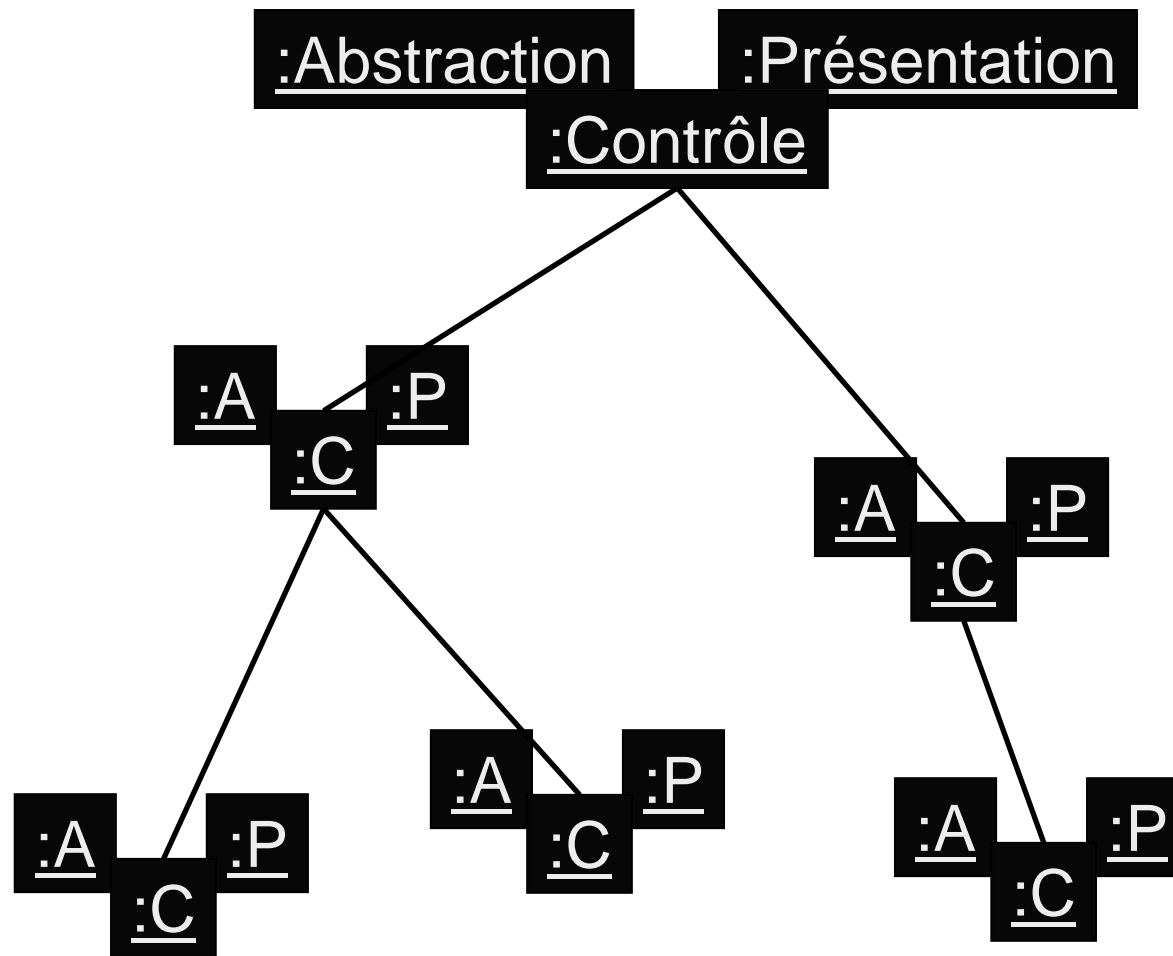 :Abstraction
:Présentation
:Contrôle
:A
:P
:C
:A
:P
:C
:A
:P
:C
:A
:P
:C
:A
:P
:C